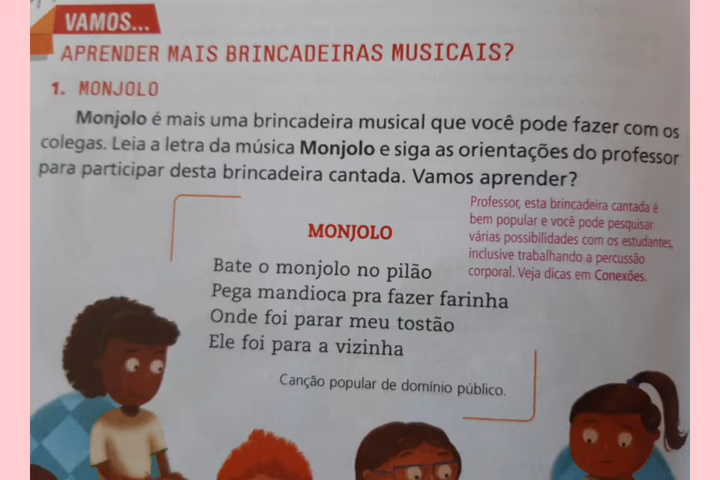 VAMOS...
APRENDER MAIS BRINCADEIRAS MUSICAIS?
1. MONJOLO
Monjolo é mais uma brincadeira musical que você pode fazer com os
colegas. Leia a letra da música Monjolo e siga as orientações do professor
para participar desta brincadeira cantada. Vamos aprender?
Professor, esta brincadeira cantada é
bem popular e você pode pesquisar
várias possibilidades com os estudantes,
inclusive trabalhando a percussão
corporal. Veja dicas em Conexões.
MONJOLO
Bate o monjolo no pilão
Pega mandioca pra fazer farinha
Onde foi parar meu tostão
Ele foi para a vizinha
Canção popular de domínio público.